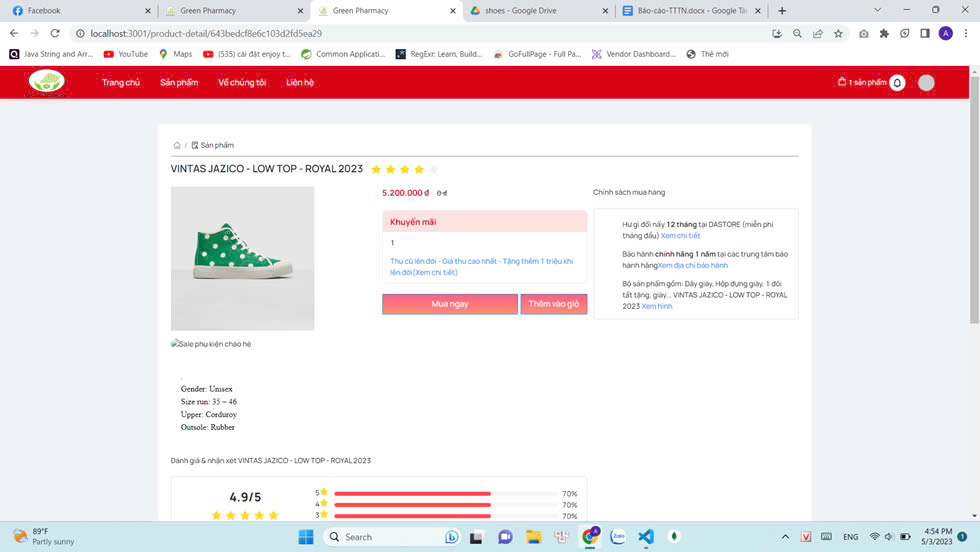 Facebook
Green Pharmacy
Green Pharmacy
shoes - Google Drive
Báo-cáo-TTTN.docx - Google Tài
localhost:3001/product-detail/643bedcf8e6c103d2fd5ea29
Java String and Arr...
YouTube
Maps
(535) cài đặt enjoy t...
Common Applicati...
RegExr: Learn, Build...
GoFullPage - Full Pa...
Vendor Dashboard...
Thẻ mới
Trang chủ
Sản phẩm
Về chúng tôi
Liên hệ
1 sản phẩm
/ Sản phẩm
VINTAS JAZICO - LOW TOP - ROYAL 2023
5.200.000 đ 0 đ
Khuyến mãi
1
Thu cũ lên đời - Giá thu cao nhất - Tặng thêm 1 triệu khi
lên đời(Xem chi tiết)
Mua ngay
Thêm vào giỏ
Chính sách mua hàng
Hư gì đổi nấy 12 tháng tại DASTORE (miễn phí
tháng đầu) Xem chi tiết
Bảo hành chính hãng 1 năm tại các trung tâm bảo
hành hãngXem địa chỉ bảo hành
Bộ sản phẩm gồm: Dây giày, Hộp đựng giày, 1 đôi
tất tặng, giày... VINTAS JAZICO - LOW TOP - ROYAL
2023 Xem hình
Sale phụ kiện chào hè
.
Gender: Unisex
Size run: 35 – 46
Upper: Corduroy
Outsole: Rubber
Đánh giá & nhận xét VINTAS JAZICO - LOW TOP - ROYAL 2023
4.9/5
5 70%
4 70%
3 70%
89°F
Partly sunny
Search
Zalo
ENG
4:54 PM
5/3/2023
1